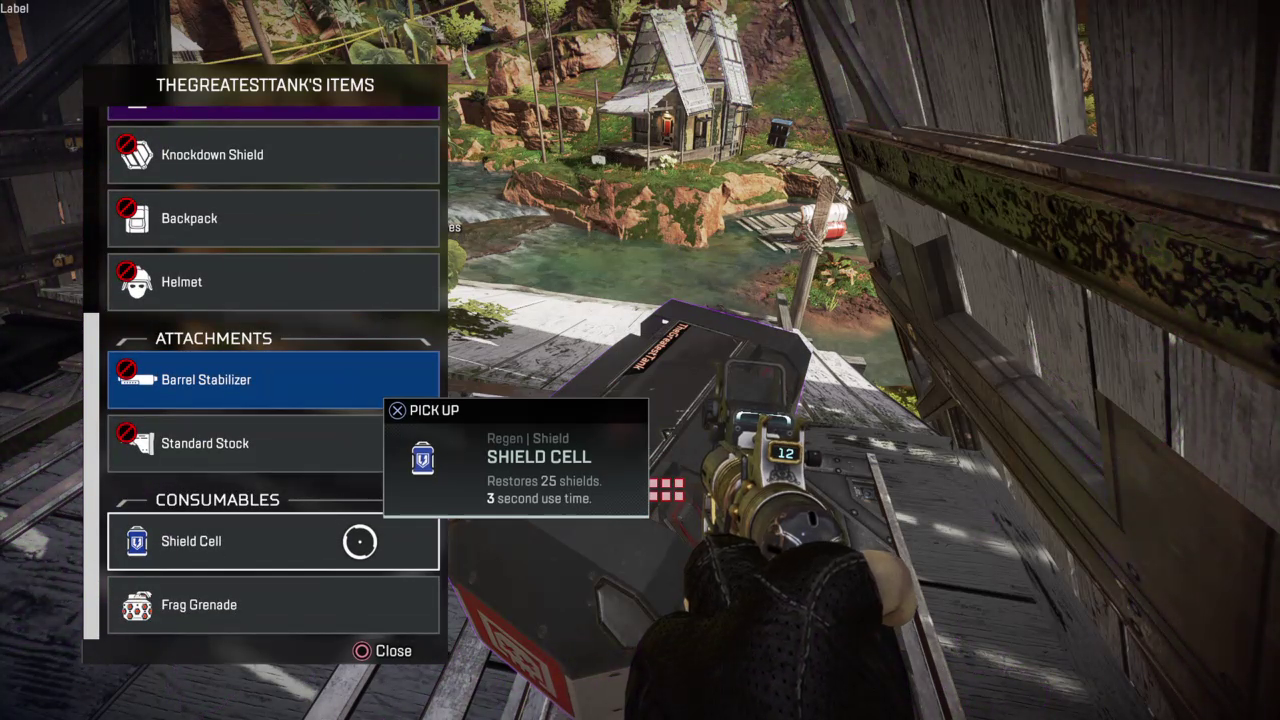 Label
THEGREATESTTANK'S ITEMS
Knockdown Shield
Backpack
es
Helmet
ATTACHMENTS
TheGreatestTank
Barrel Stabilizer
PICK UP
Standard Stock
Regen | Shield
SHIELD CELL
Restores 25 shields.
3 second use time.
12
CONSUMABLES
Shield Cell
Frag Grenade
Close